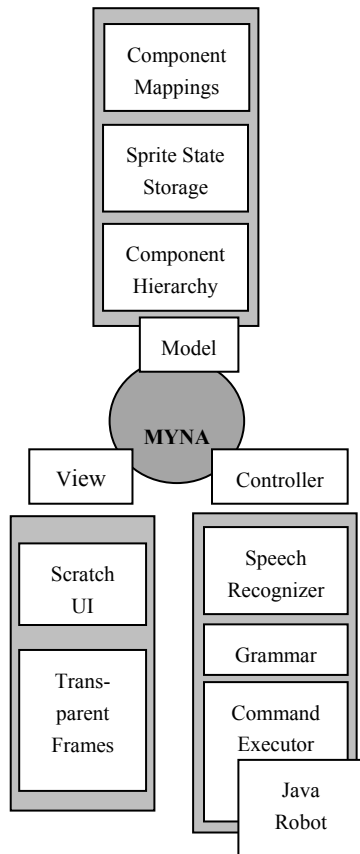 Component
Mappings
Sprite State
Storage
Component
Hierarchy
Model
MYNA
View
Controller
Scratch
UI
Trans-
parent
Frames
Speech
Recognizer
Grammar
Command
Executor
Java
Robot